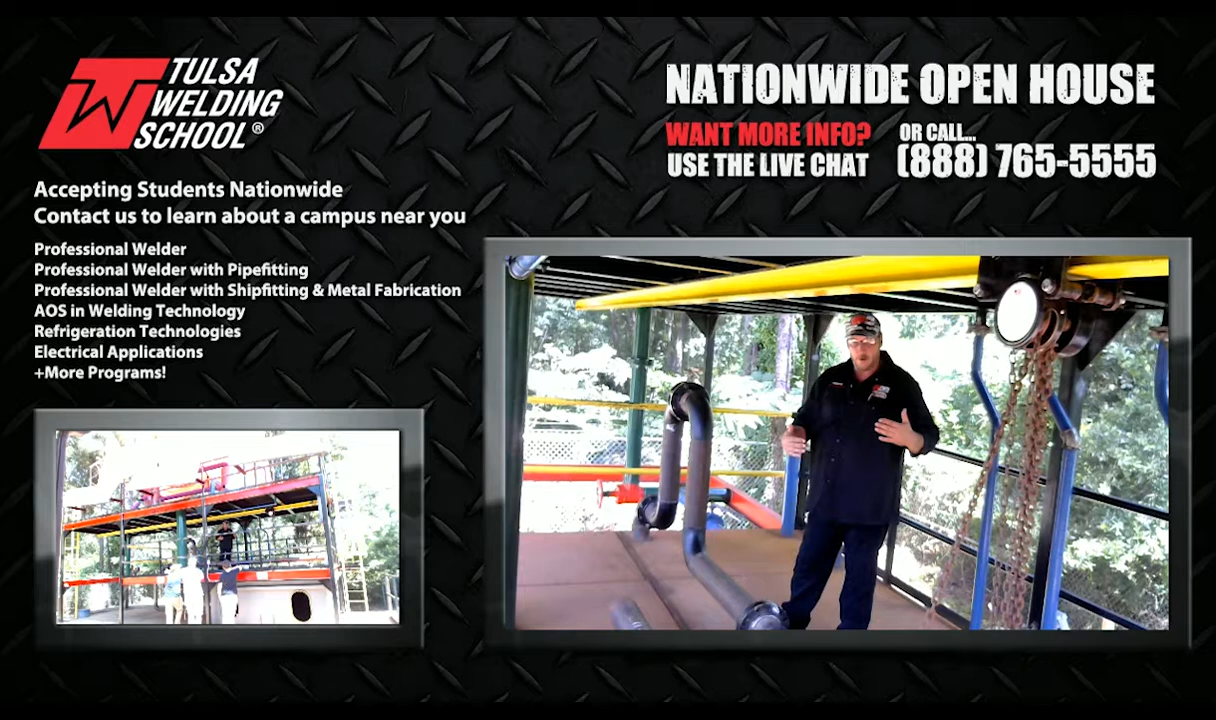 TULSA
WELDING
SCHOOL®
NATIONWIDE OPEN HOUSE
WANT MORE INFO?
USE THE LIVE CHAT
OR CALL...
(888) 765-5555
Accepting Students Nationwide
Contact us to learn about a campus near you
Professional Welder
Professional Welder with Pipefitting
Professional Welder with Shipfitting & Metal Fabrication
AOS in Welding Technology
Refrigeration Technologies
Electrical Applications
+More Programs!